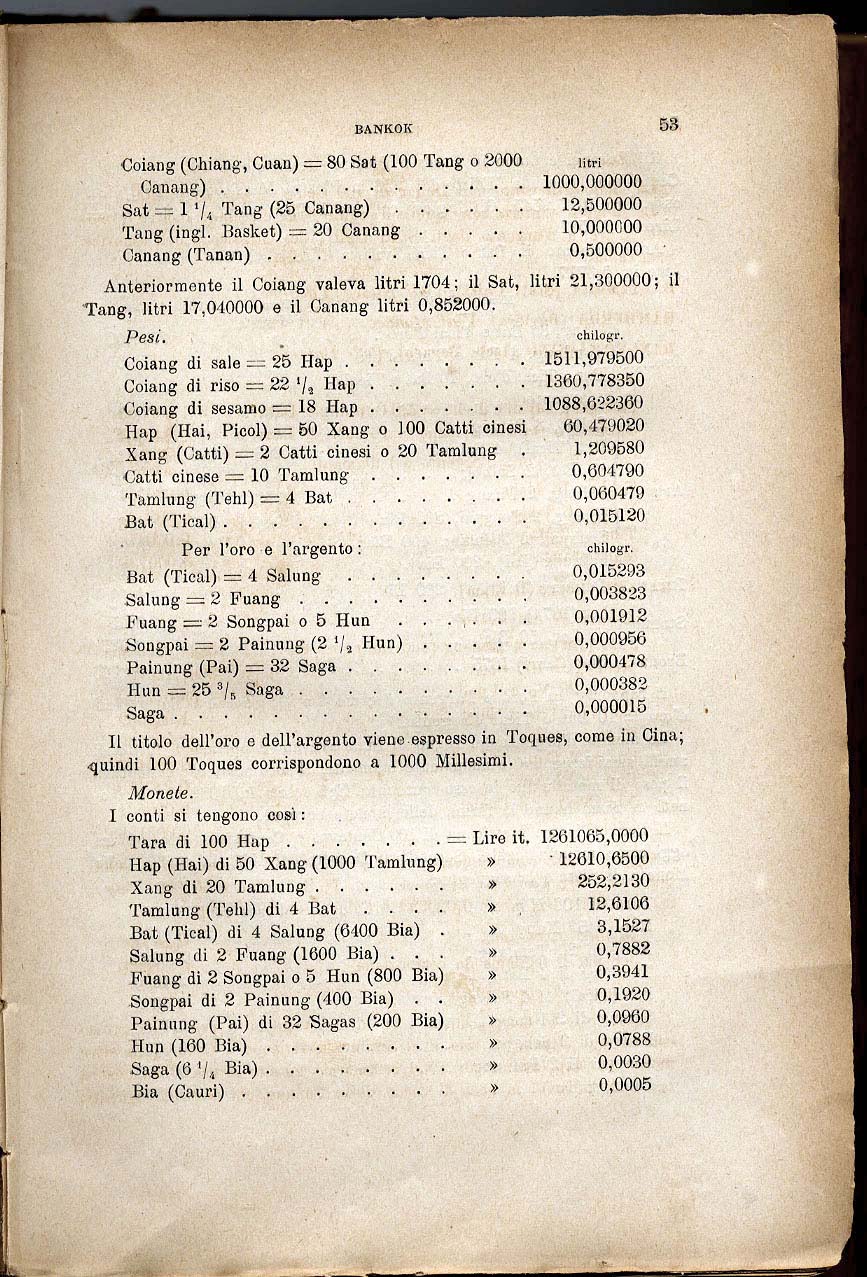 BANKOK 53
Coiang (Chiang, Cuan) = 80 Sat (100 Tang o 2000 litri
Canang) . . . . . . . . . . . . . 1000,000000
Sat = 1 1/4 Tang (25 Canang) . . . . . . 12,500000
Tang (ingl. Basket) = 20 Canang . . . . . 10,000000
Canang (Tanan) . . . . . . . . . . . 0,500000
Anteriormente il Coiang valeva litri 1704; il Sat, litri 21,300000; il
Tang, litri 17,040000 e il Canang litri 0,852000.
Pesi. chilogr.
Coiang di sale = 25 Hap . . . . . . . . 1511,979500
Coiang di riso = 22 1/2 Hap . . . . . . . 1360,778350
Coiang di sesamo = 18 Hap . . . . . . . 1088,622360
Hap (Hai, Picol) = 50 Xang o 100 Catti cinesi 60,479020
Xang (Catti) = 2 Catti cinesi o 20 Tamlung . 1,209580
Catti cinese = 10 Tamlung . . . . . . . 0,604790
Tamlung (Tehl) = 4 Bat . . . . . . . . 0,060479
Bat (Tical) . . . . . . . . . . . . . 0,015120
Per l'oro e l'argento: chilogr.
Bat (Tical) = 4 Salung . . . . . . . 0,015293
Salung = 2 Fuang . . . . . . . . . . 0,003823
Fuang = 2 Songpai o 5 Hun . . . . . . 0,001912
Songpai = 2 Painung (2 1/2 Hun) . . . . . 0,000956
Painung (Pai) = 32 Saga . . . . . . . . 0,000478
Hun = 25 3/5 Saga . . . . . . . . . . 0,000382
Saga . . . . . . . . . . . . . . . 0,000015
Il titolo dell'oro e dell'argento viene espresso in Toques, come in Cina;
quindi 100 Toques corrispondono a 1000 Millesimi.
Monete.
I conti si tengono così:
Tara di 100 Hap . . . . . . . = Lire it. 1261065,0000
Hap (Hai) di 50 Xang (1000 Tamlung) » 12610,6500
Xang di 20 Tamlung . . . . . . » 252,2130
Tamlung (Tehl) di 4 Bat . . . . » 12,6106
Bat (Tical) di 4 Salung (6400 Bia) . » 3,1527
Salung di 2 Fuang (1600 Bia) . . . » 0,7882
Fuang di 2 Songpai o 5 Hun (800 Bia) » 0,3941
Songpai di 2 Painung (400 Bia) . . » 0,1920
Painung (Pai) di 32 Sagas (200 Bia) » 0,0960
Hun (160 Bia) . . . . . . . . » 0,0788
Saga (6 1/4 Bia) . . . . . . . . » 0,0030
Bia (Cauri) . . . . . . . . . » 0,0005